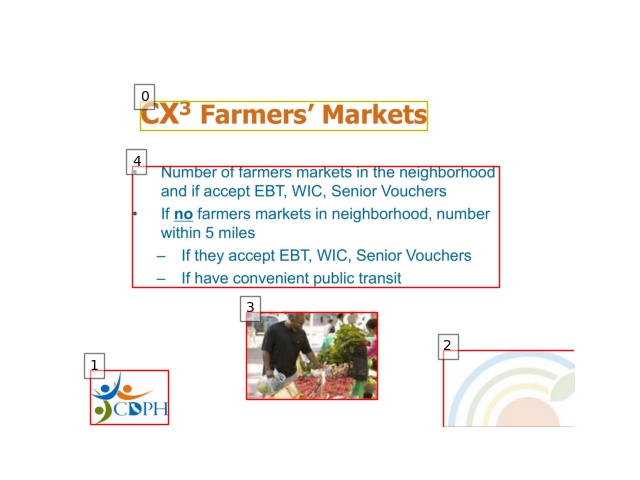 0
CX³ Farmers’ Markets
4
• Number of farmers markets in the neighborhood
and if accept EBT, WIC, Senior Vouchers
• If no farmers markets in neighborhood, number
within 5 miles
– If they accept EBT, WIC, Senior Vouchers
– If have convenient public transit
3
2
1
CDPH